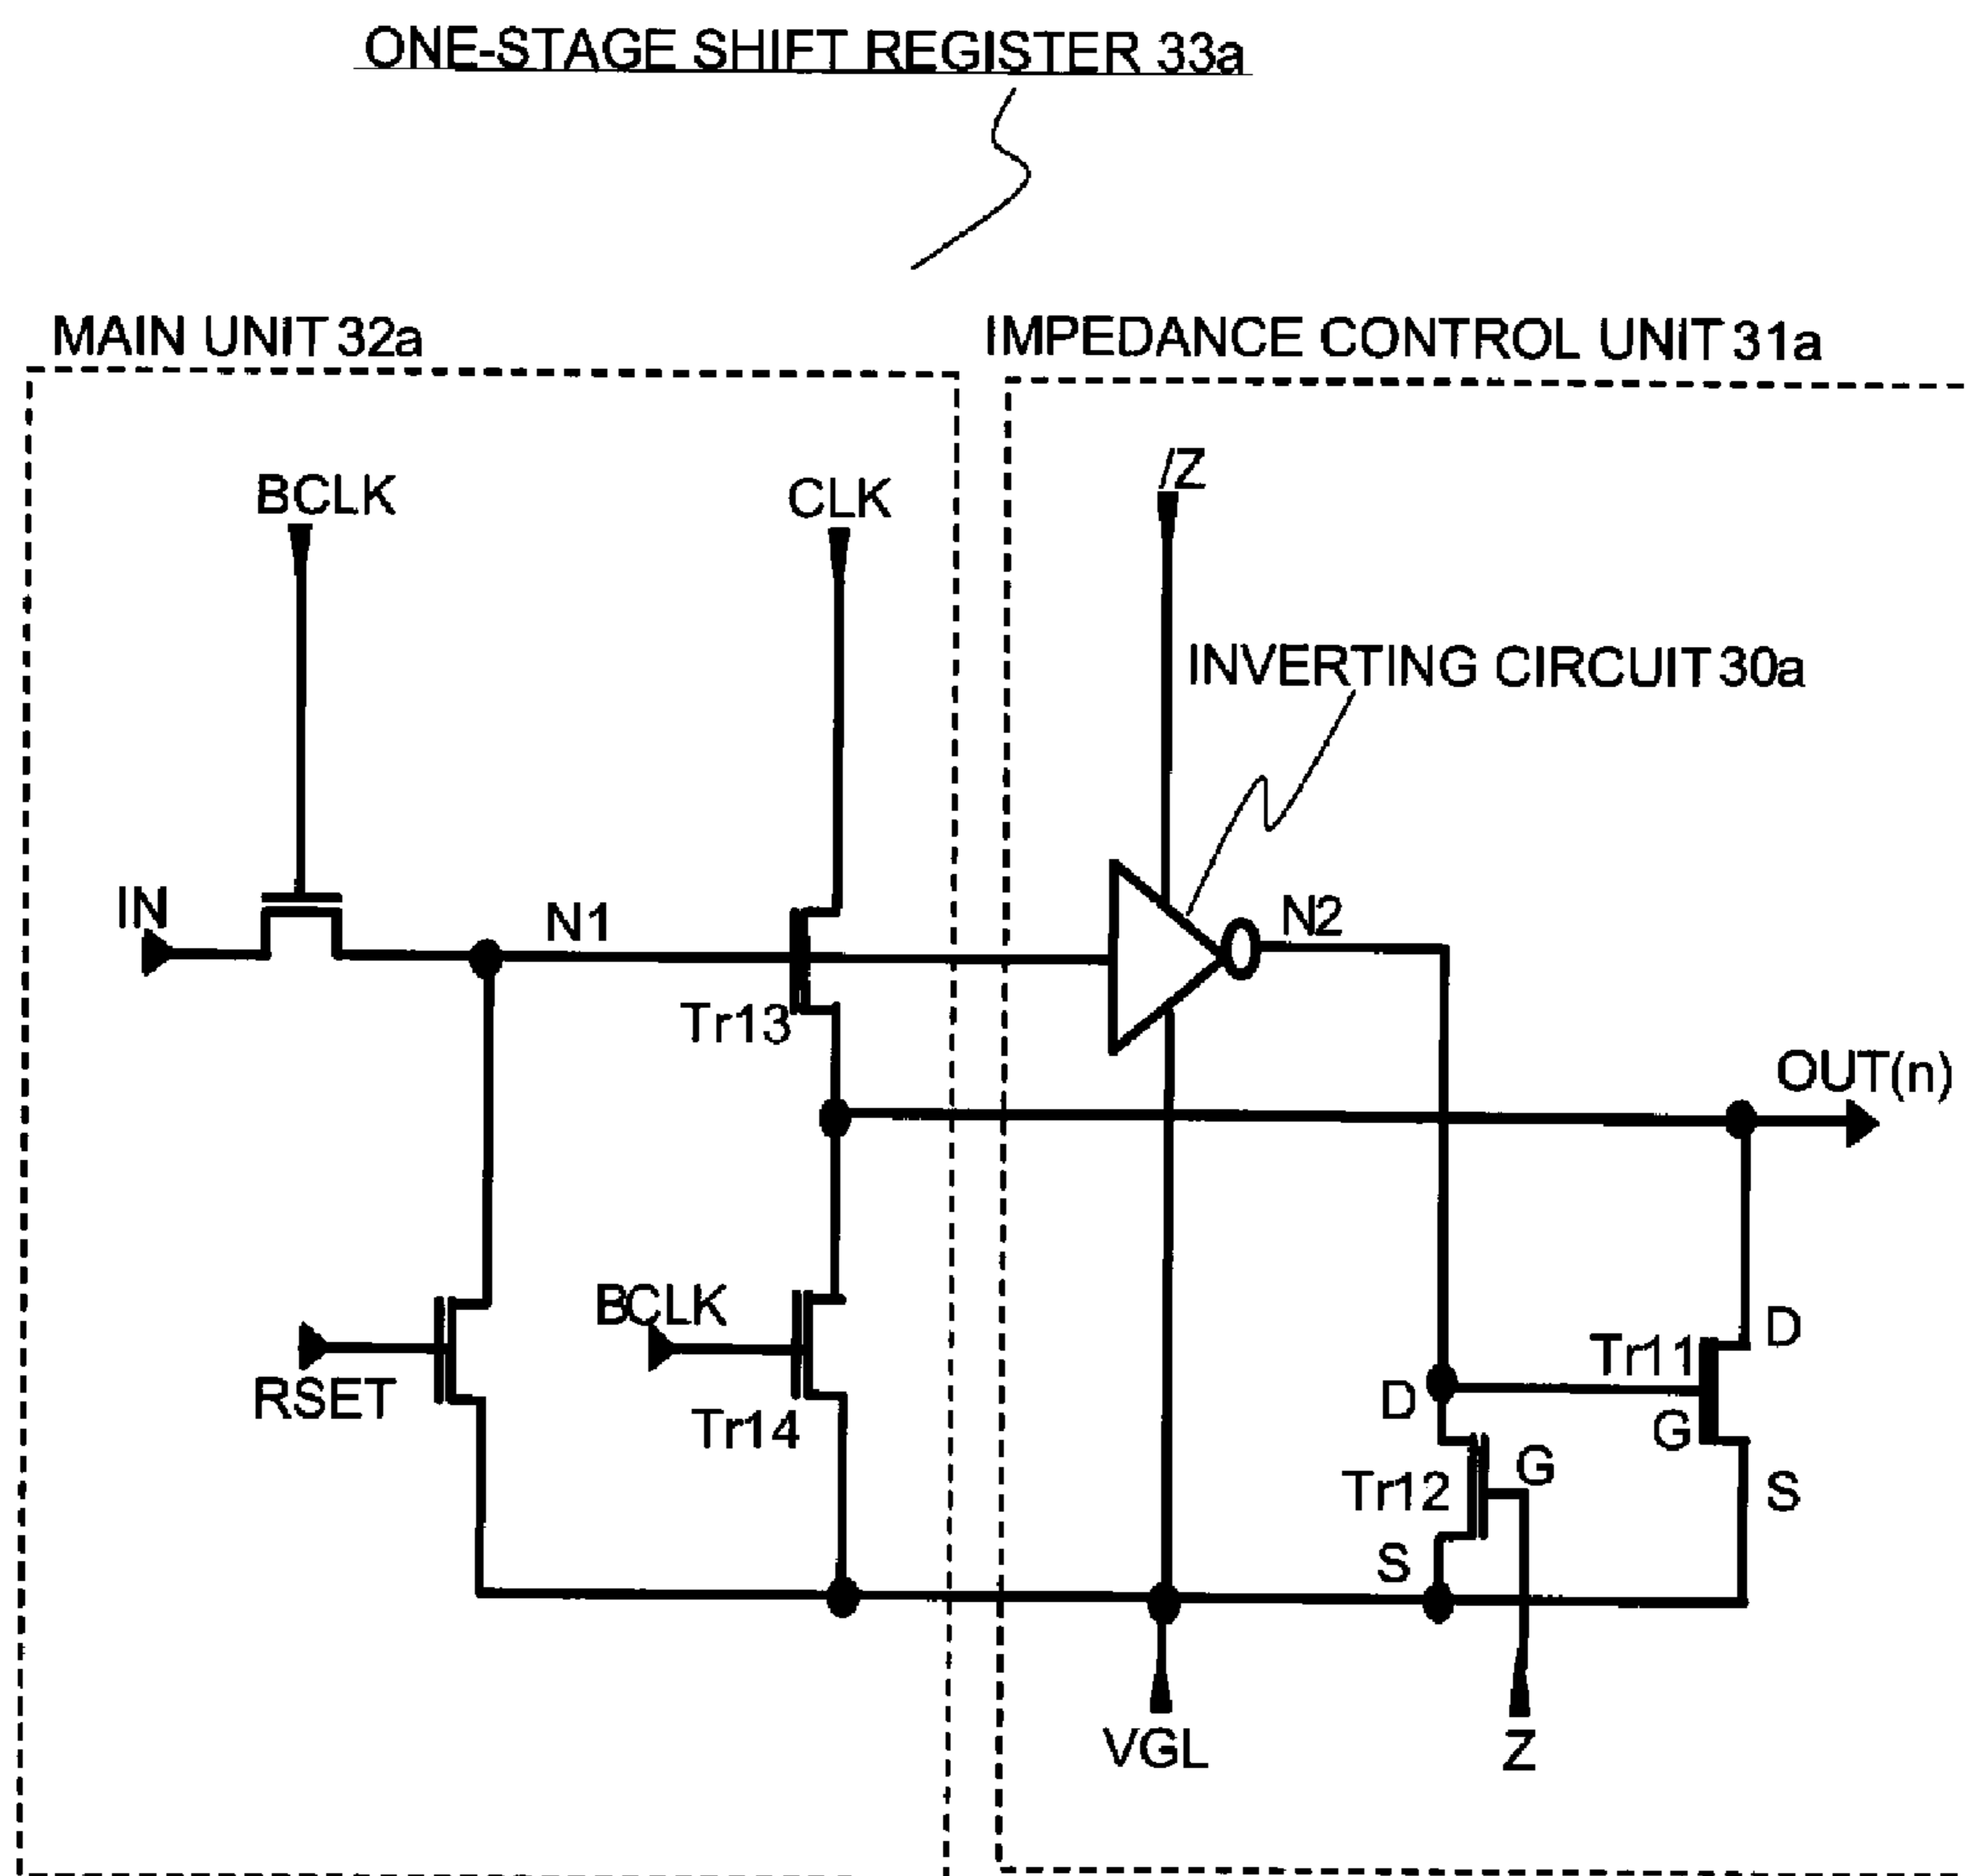 ONE-STAGE SHIFT REGISTER 33a
MAIN UNIT 32a
IMPEDANCE CONTROL UNIT 31a
BCLK
CLK
/Z
INVERTING CIRCUIT 30a
IN
N1
N2
Tr13
OUT(n)
BCLK
RSET
Tr14
Tr11
D
D
G
Tr12
G
S
S
VGL
Z